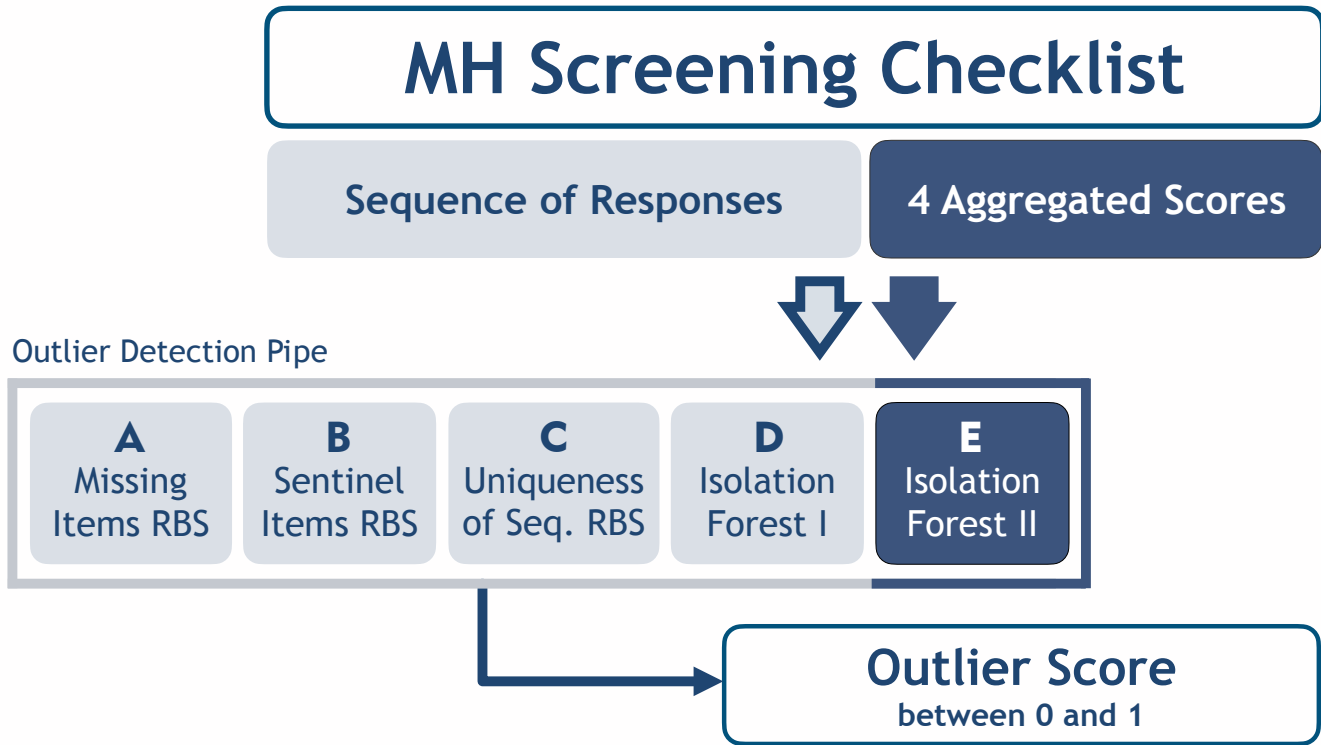 MH Screening Checklist
Sequence of Responses
4 Aggregated Scores
Outlier Detection Pipe
A
Missing
Items RBS
B
Sentinel
Items RBS
C
Uniqueness
of Seq. RBS
D
Isolation
Forest I
E
Isolation
Forest II
Outlier Score
between 0 and 1